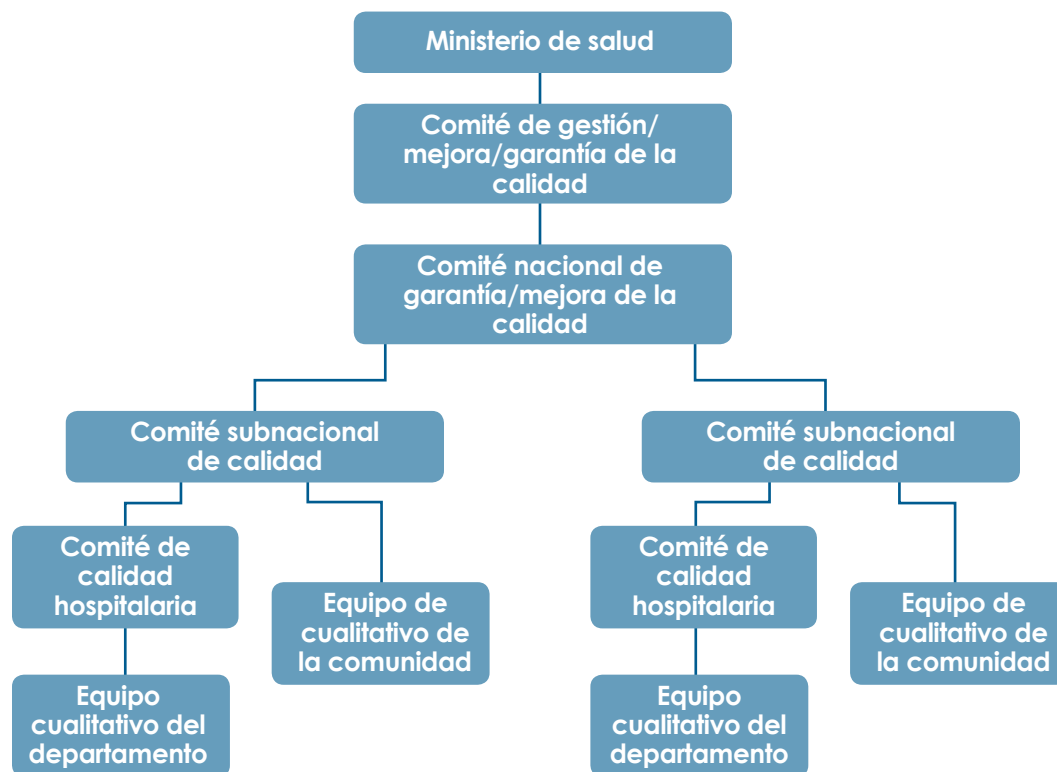 Ministerio de salud
Comité de gestión/
mejora/garantía de la
calidad
Comité nacional de
garantía/mejora de la
calidad
Comité subnacional
de calidad
Comité subnacional
de calidad
Comité de
calidad
hospitalaria
Equipo de
cualitativo de
la comunidad
Comité de
calidad
hospitalaria
Equipo de
cualitativo de
la comunidad
Equipo
cualitativo del
departamento
Equipo
cualitativo del
departamento